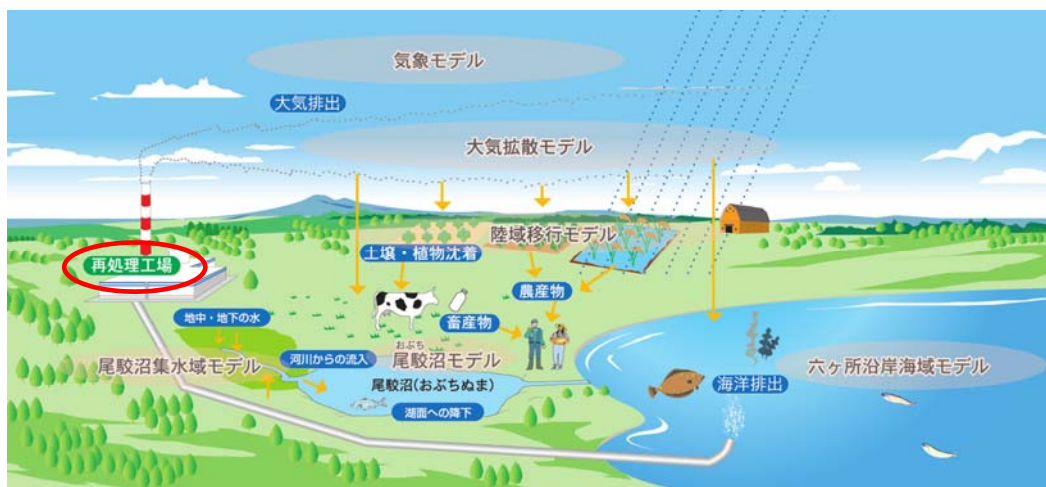 気象モデル
大気排出
大気拡散モデル
陸域移行モデル
土壌・植物沈着
再処理工場
農産物
地中・地下の水
畜産物
おぶち
尾駮沼集水域モデル
河川からの流入
尾駮沼モデル
六ヶ所沿岸海域モデル
尾駮沼(おぶちぬま)
海洋排出
湖面への降下